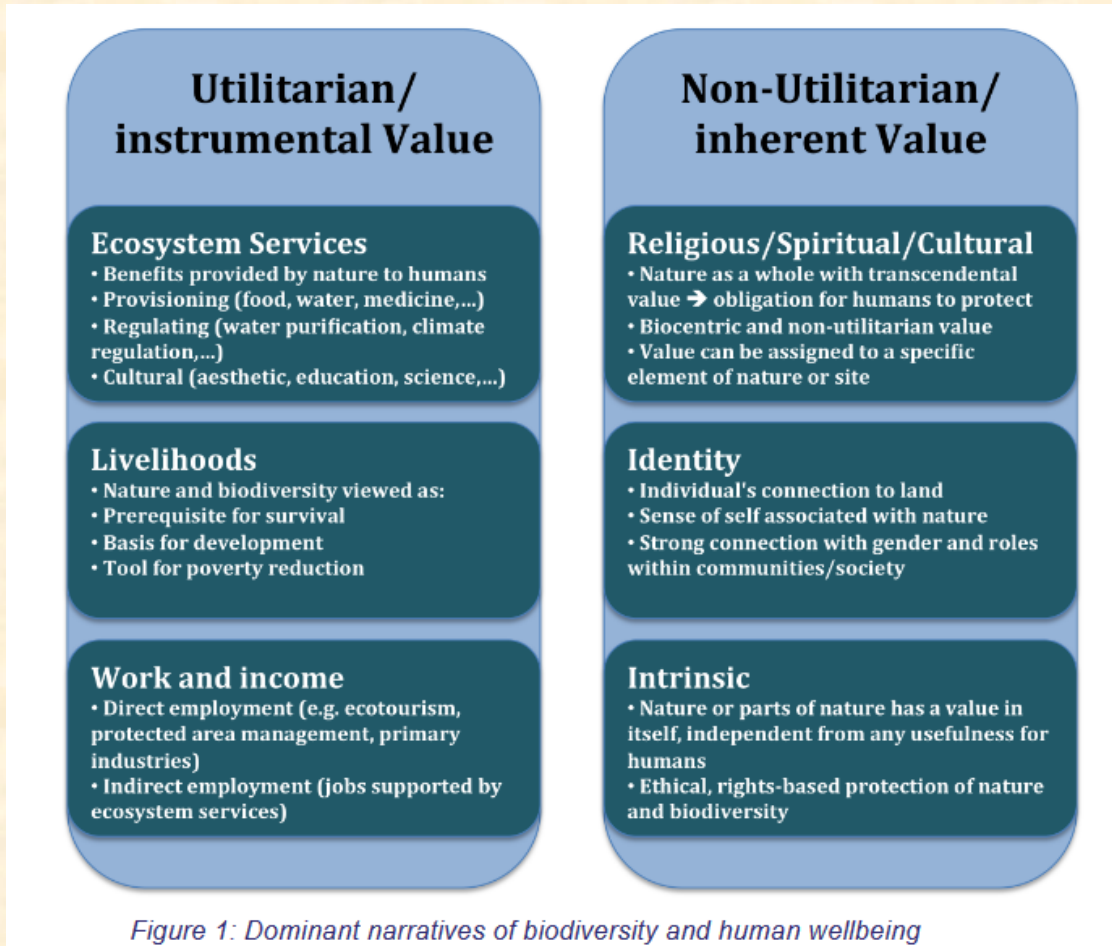 Utilitarian/
instrumental Value
Ecosystem Services
• Benefits provided by nature to humans
• Provisioning (food, water, medicine,...)
• Regulating (water purification, climate
regulation,...)
• Cultural (aesthetic, education, science,...)
Livelihoods
• Nature and biodiversity viewed as:
• Prerequisite for survival
• Basis for development
• Tool for poverty reduction
Work and income
• Direct employment (e.g. ecotourism,
protected area management, primary
industries)
• Indirect employment (jobs supported by
ecosystem services)
Non-Utilitarian/
inherent Value
Religious/Spiritual/Cultural
• Nature as a whole with transcendental
value ➔ obligation for humans to protect
• Biocentric and non-utilitarian value
• Value can be assigned to a specific
element of nature or site
Identity
• Individual's connection to land
• Sense of self associated with nature
• Strong connection with gender and roles
within communities/society
Intrinsic
• Nature or parts of nature has a value in
itself, independent from any usefulness for
humans
• Ethical, rights-based protection of nature
and biodiversity
Figure 1: Dominant narratives of biodiversity and human wellbeing